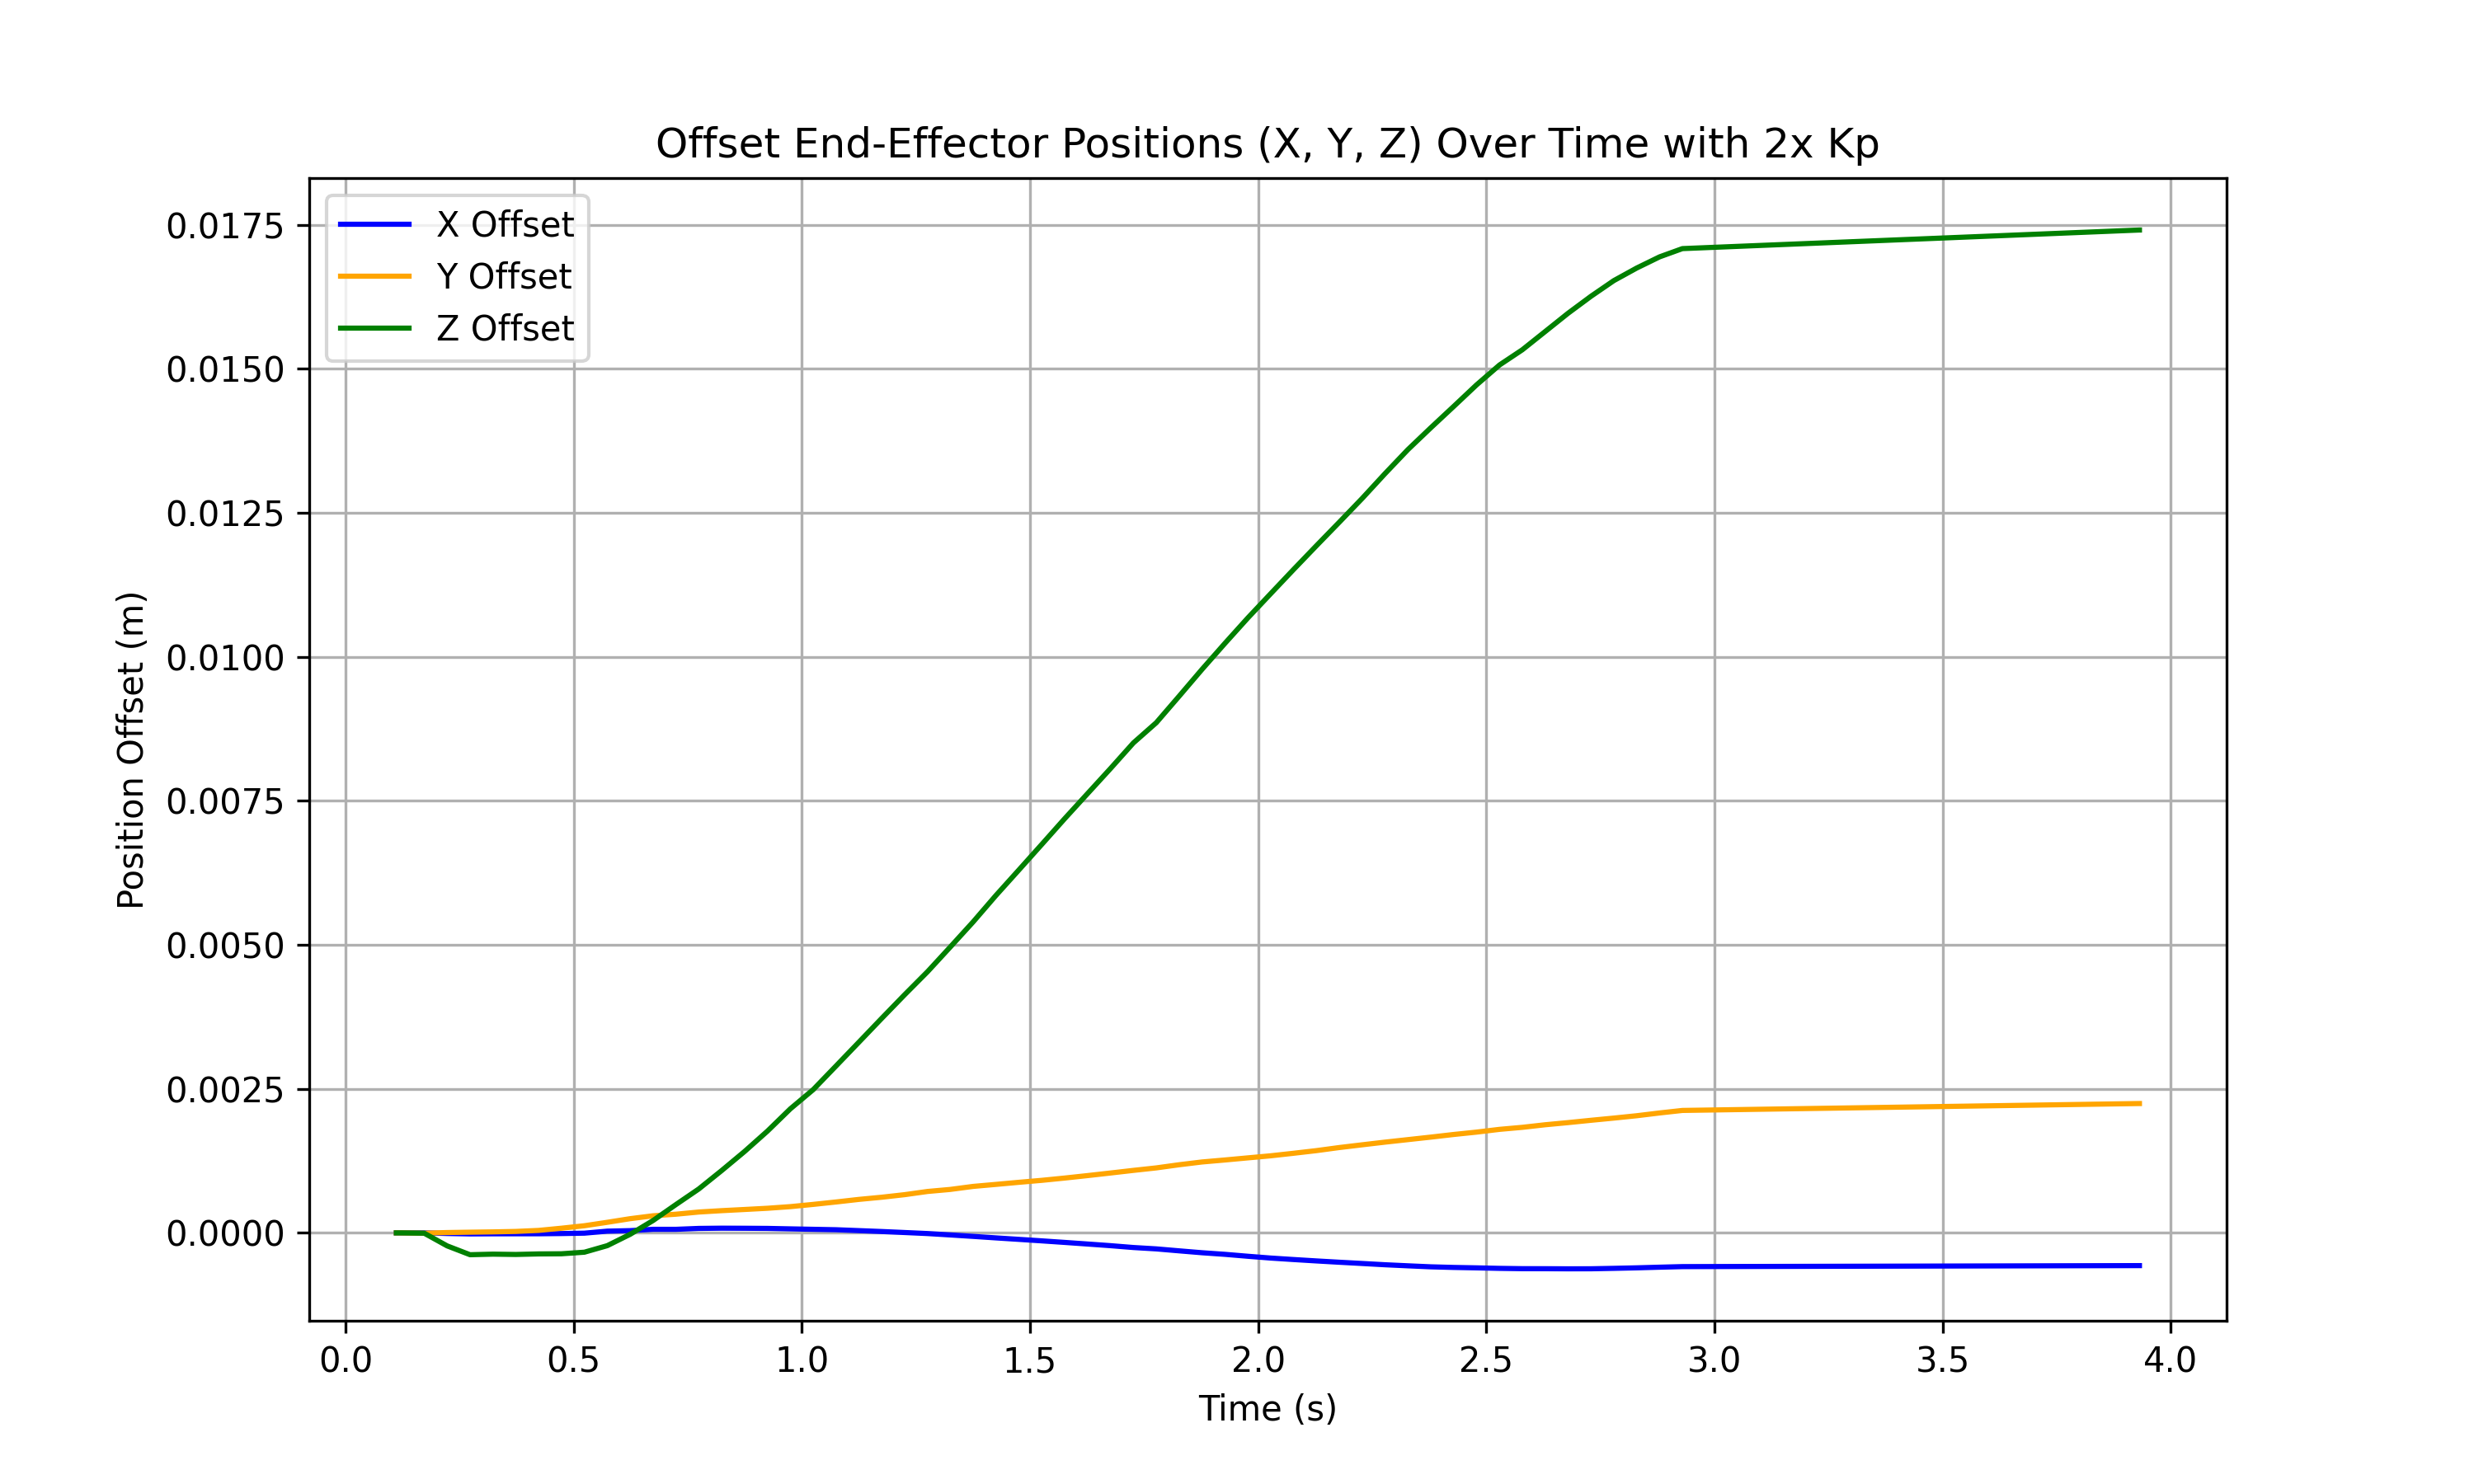 Offset End-Effector Positions (X, Y, Z) Over Time with 2x Kp
X Offset
Y Offset
Z Offset
Position Offset (m)
0.0175
0.0150
0.0125
0.0100
0.0075
0.0050
0.0025
0.0000
0.0 0.5 1.0 1.5 2.0 2.5 3.0 3.5 4.0
Time (s)